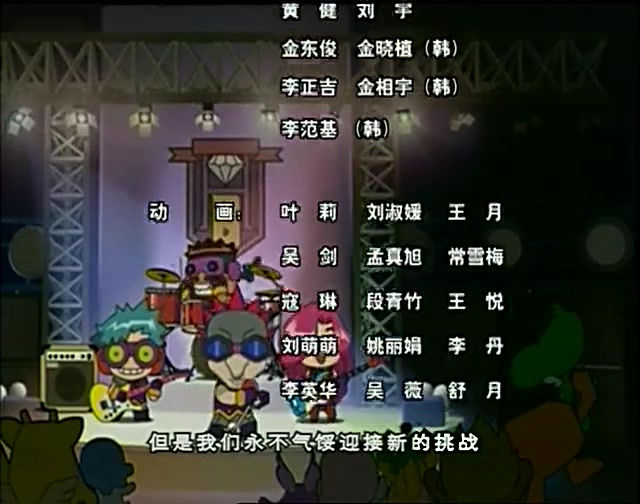 黄健 刘宇
金东俊 金晓植(韩)
李正吉 金相宇(韩)
李范基 (韩)
动画: 叶莉 刘淑媛 王月
吴剑 孟真旭 常雪梅
寇琳 段青竹 王悦
刘萌萌 姚丽娟 李丹
李英华 吴薇 舒月
但是我们永不气馁迎接新的挑战